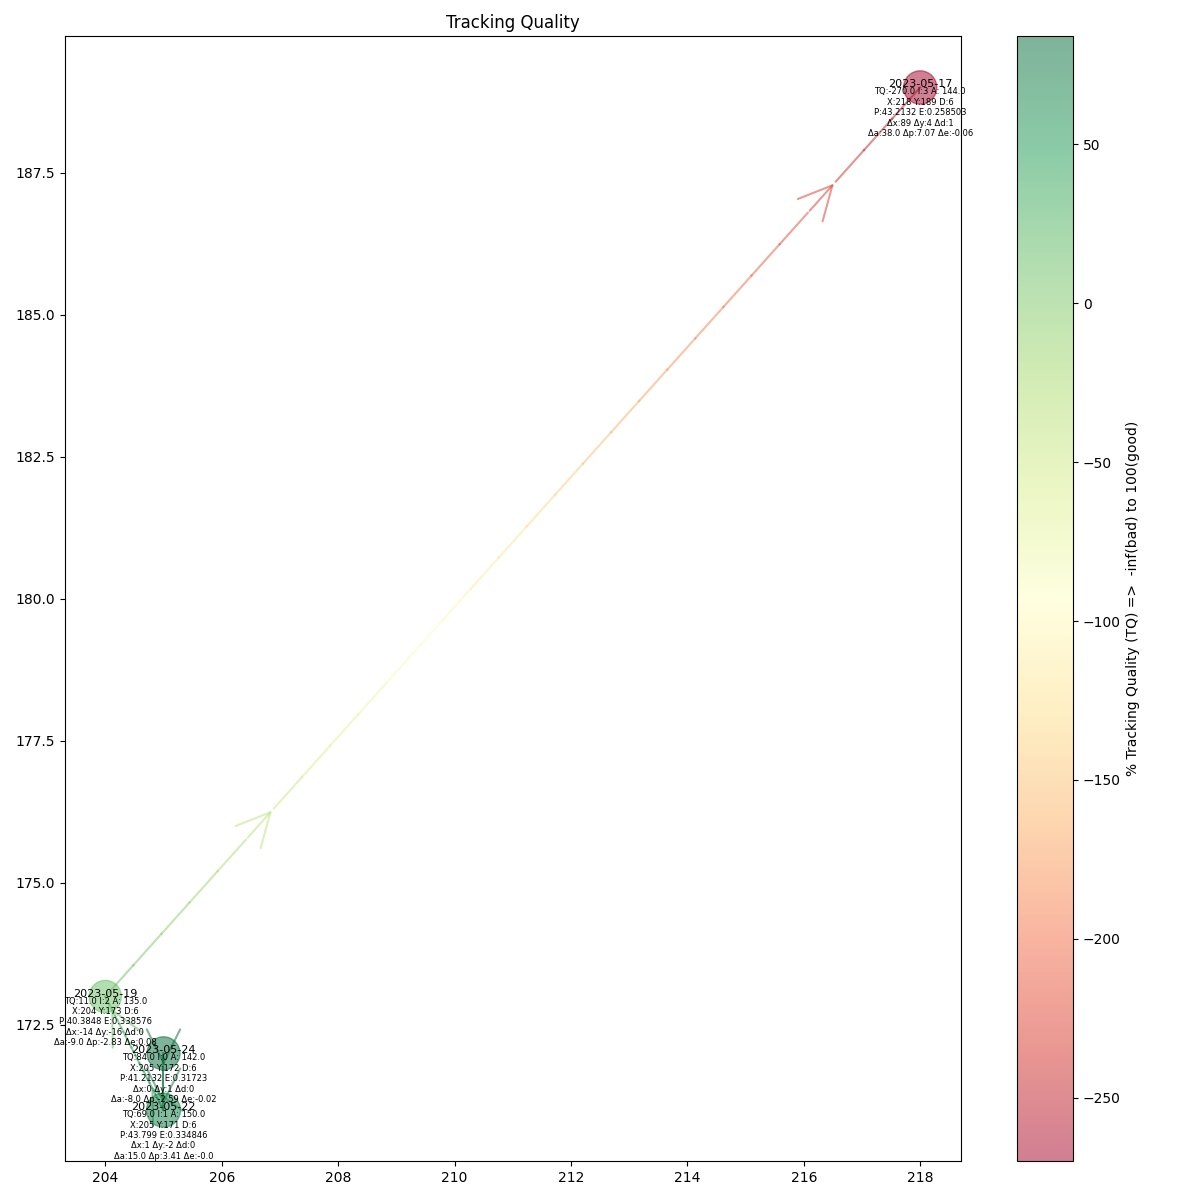 Tracking Quality
2023-05-17
TQ:-270.0 I:3 A: 144.0
X:218 Y:189 D:6
P:43.2132 E:0.258503
Δx:89 Δy:4 Δd:1
Δa:38.0 Δp:7.07 Δe:-0.06
2023-05-19
TQ:11.0 I:2 A: 135.0
X:204 Y:173 D:6
P:40.3848 E:0.338576
Δx:-14 Δy:-16 Δd:0
Δa:-9.0 Δp:-2.83 Δe:0.08
2023-05-24
TQ:84.0 I:0 A: 142.0
X:205 Y:172 D:6
P:41.2132 E:0.31723
Δx:0 Δy:1 Δd:0
Δa:-8.0 Δp:-2.59 Δe:-0.02
2023-05-22
TQ:69.0 I:1 A: 150.0
X:205 Y:171 D:6
P:43.799 E:0.334846
Δx:1 Δy:-2 Δd:0
Δa:15.0 Δp:3.41 Δe:-0.0
187.5
185.0
182.5
180.0
177.5
175.0
172.5
204
206
208
210
212
214
216
218
50
0
−50
−100
−150
−200
−250
% Tracking Quality (TQ) => -inf(bad) to 100(good)